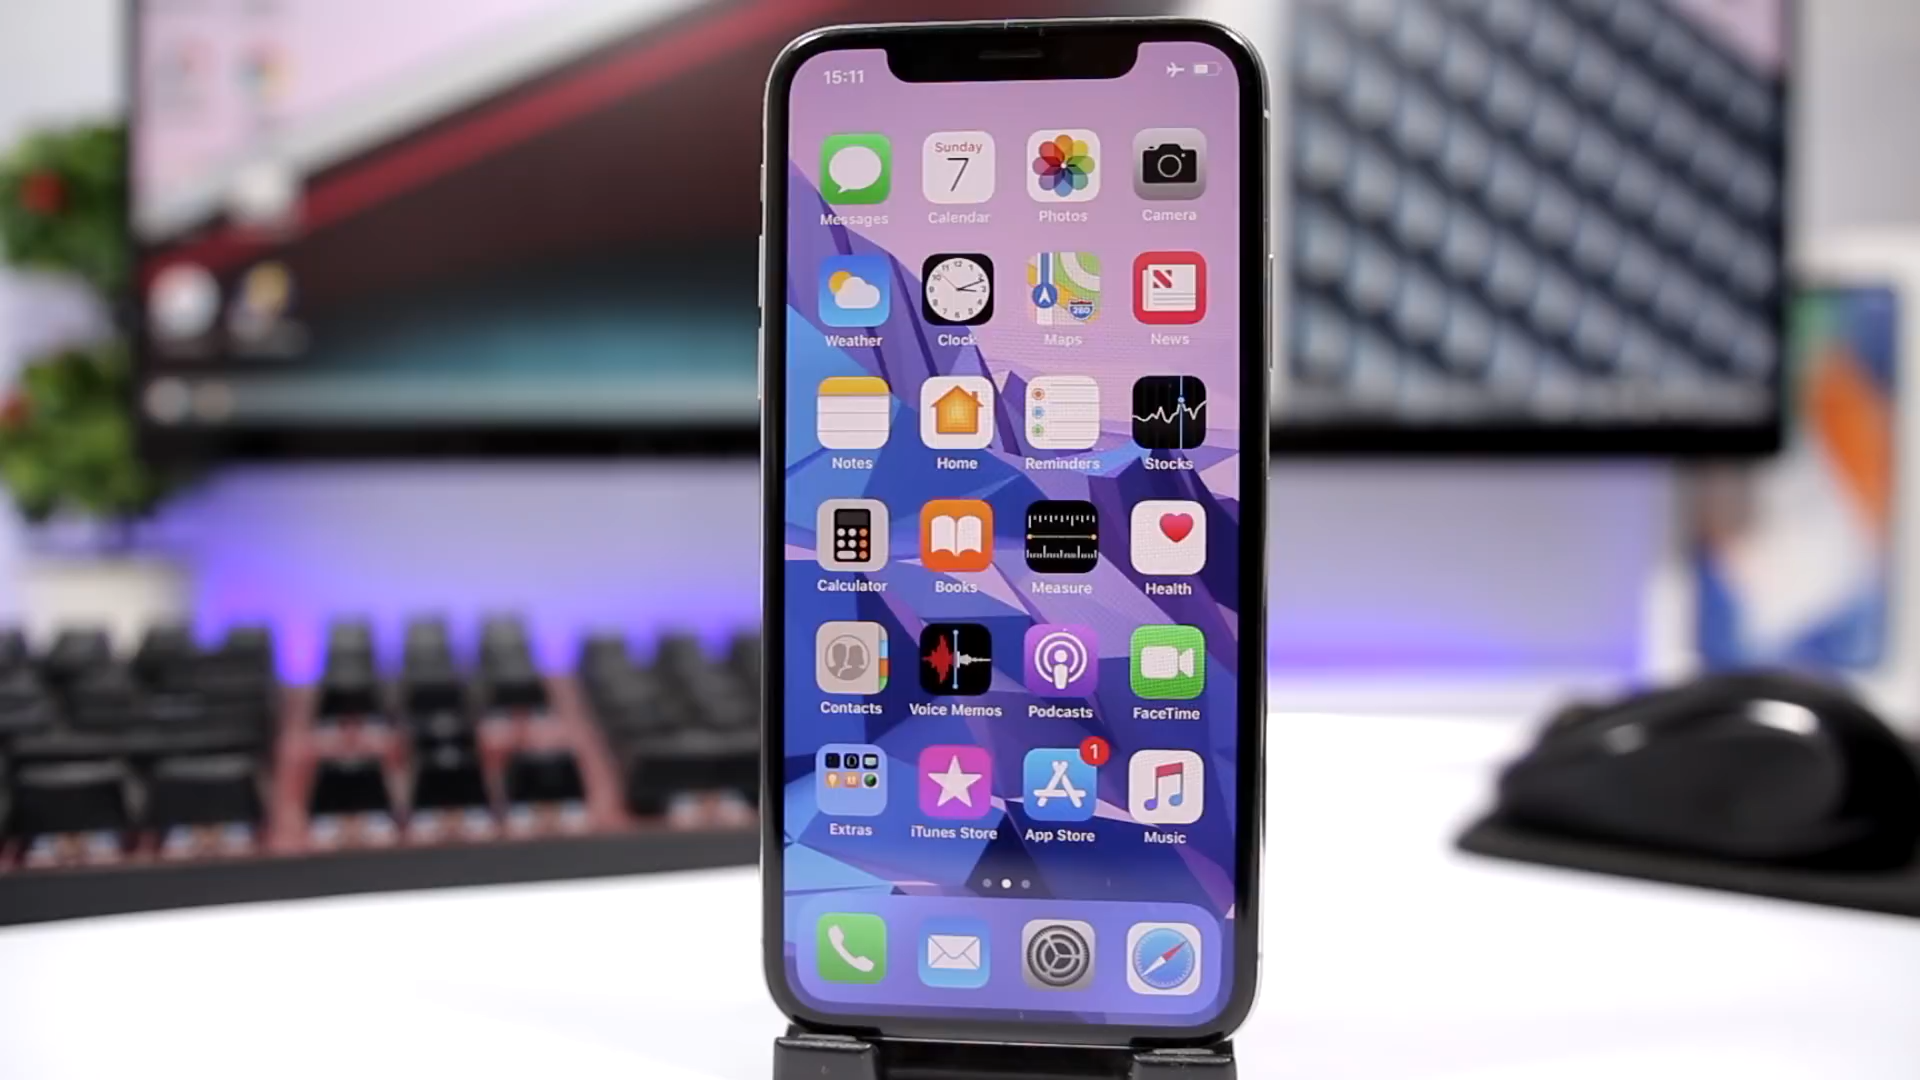 15:11
Sunday
7
Messages
Calendar
Photos
Camera
280
Weather
Clock
Maps
News
Notes
Home
Reminders
Stocks
Calculator
Books
Measure
Health
Contacts
Voice Memos
Podcasts
FaceTime
1
Extras
iTunes Store
App Store
Music